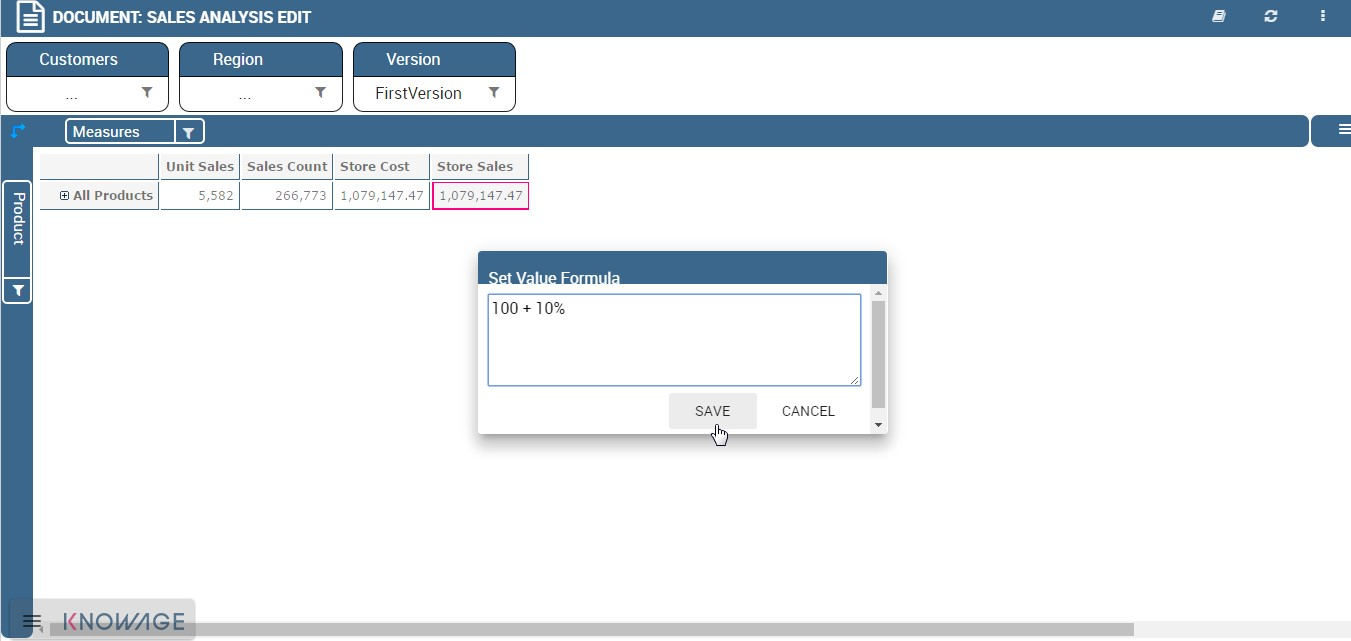 DOCUMENT: SALES ANALYSIS EDIT
Customers Region Version
... ... FirstVersion
Measures
Unit Sales Sales Count Store Cost Store Sales
All Products 5,582 266,773 1,079,147.47 1,079,147.47
Product
Set Value Formula
100 + 10%
SAVE CANCEL
KNOWAGE